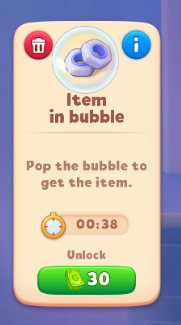 i
Item
in bubble
Pop the bubble to
get the item.
00:38
Unlock
30